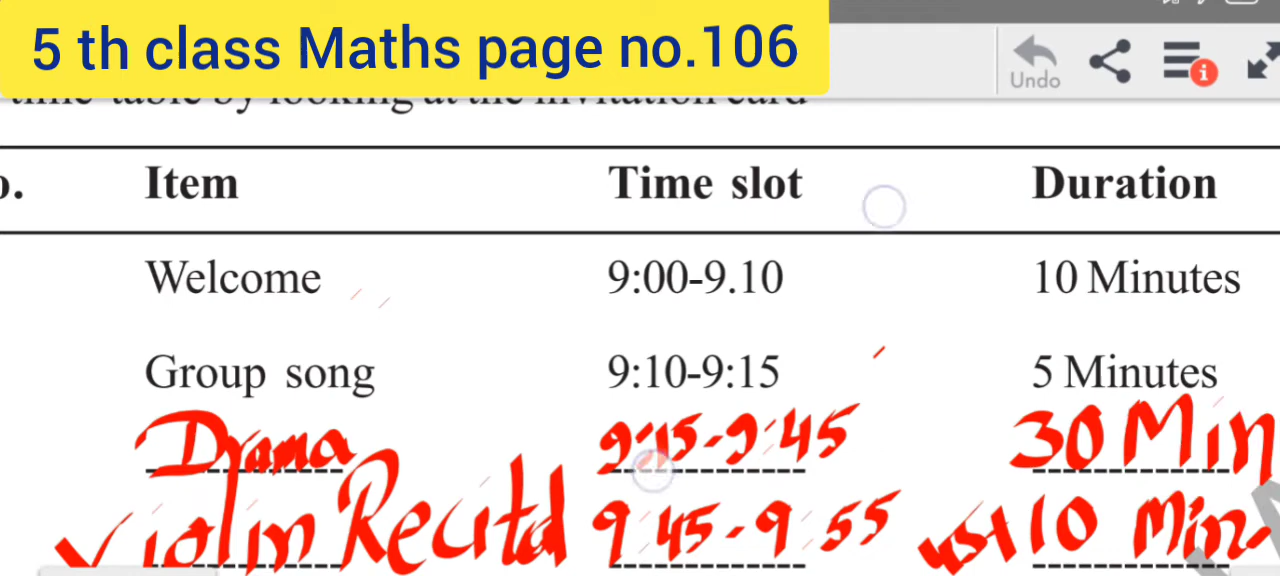 5 th class Maths page no.106
Undo
time-table by looking at the invitation card
o. Item Time slot Duration
Welcome 9:00-9.10 10 Minutes
Group song 9:10-9:15 5 Minutes
Drama 9:15-9:45 30 Min
Violin Recital 9:45-9:55 10 Min